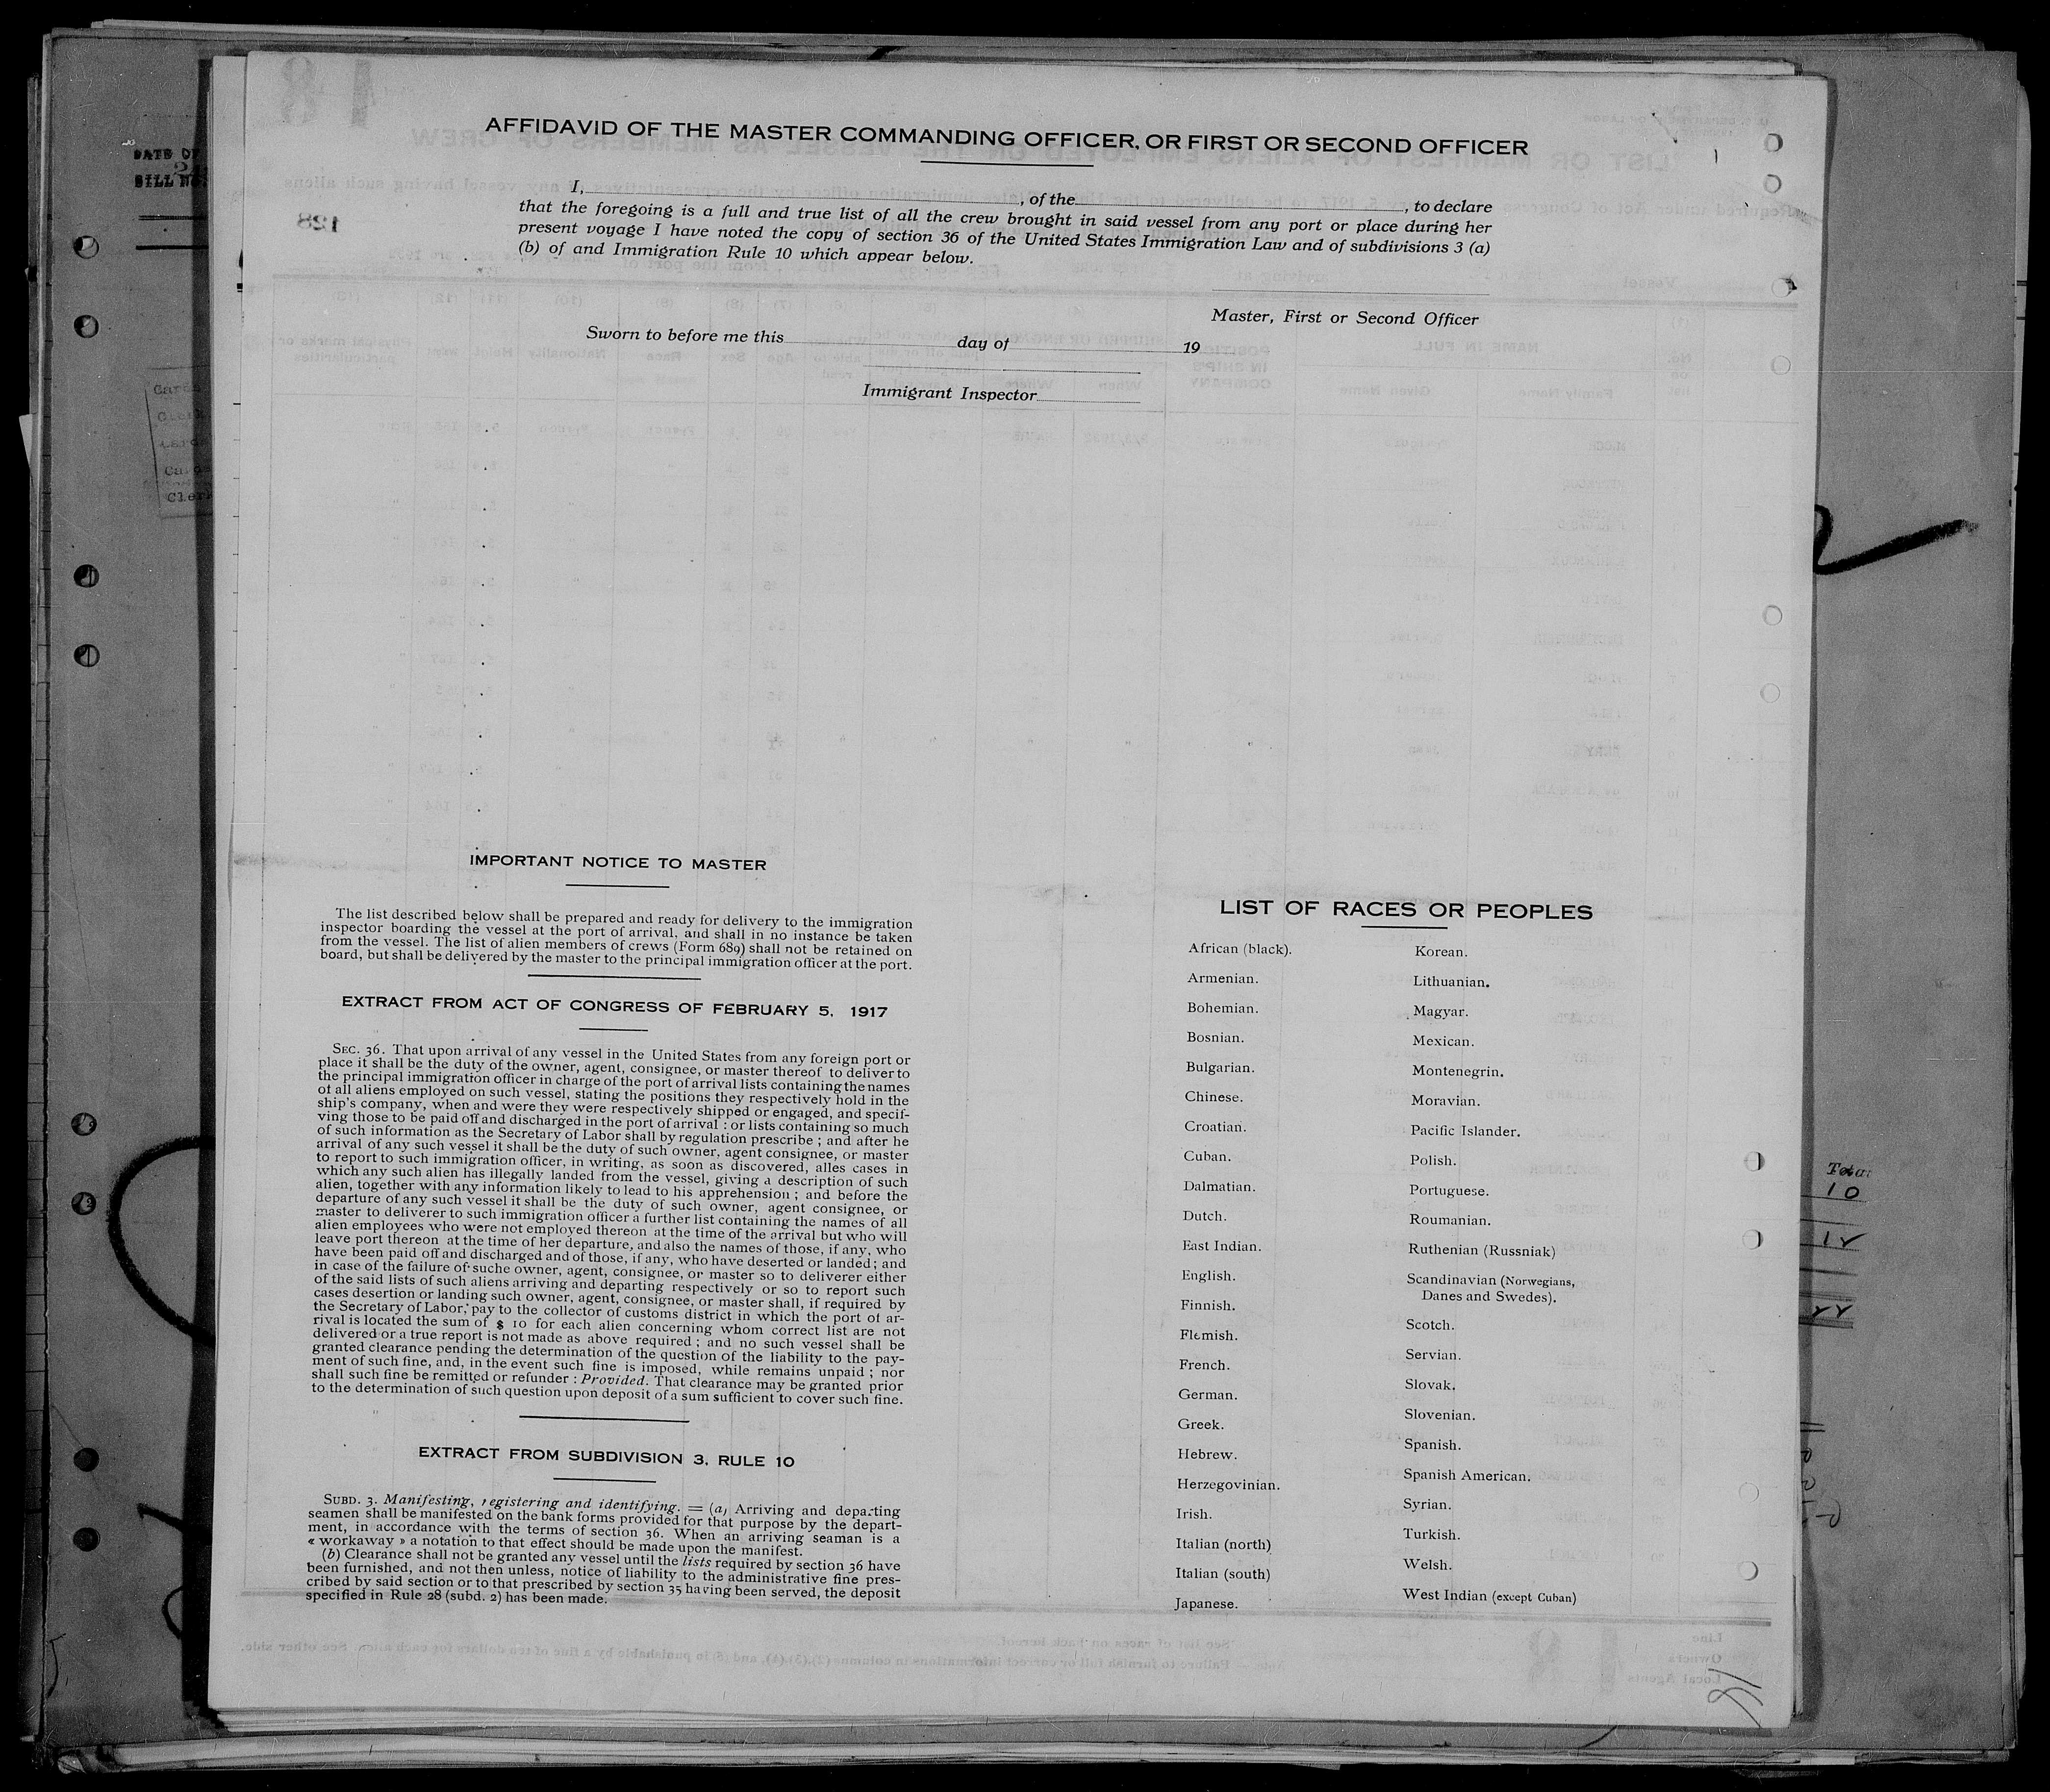 AFFIDAVID OF THE MASTER COMMANDING OFFICER, OR FIRST OR SECOND OFFICER
I, , of the , to declare
that the foregoing is a full and true list of all the crew brought in said vessel from any port or place during her
present voyage I have noted the copy of section 36 of the United States Immigration Law and of subdivisions 3 (a)
(b) of and Immigration Rule 10 which appear below.
Master, First or Second Officer
Sworn to before me this day of 19
Immigrant Inspector
IMPORTANT NOTICE TO MASTER
The list described below shall be prepared and ready for delivery to the immigration
inspector boarding the vessel at the port of arrival, and shall in no instance be taken
from the vessel. The list of alien members of crews (Form 689) shall not be retained on
board, but shall be delivered by the master to the principal immigration officer at the port.
EXTRACT FROM ACT OF CONGRESS OF FEBRUARY 5, 1917
SEC. 36. That upon arrival of any vessel in the United States from any foreign port or
place it shall be the duty of the owner, agent, consignee, or master thereof to deliver to
the principal immigration officer in charge of the port of arrival lists containing the names
of all aliens employed on such vessel, stating the positions they respectively hold in the
ship's company, when and were they were respectively shipped or engaged, and specif-
ving those to be paid off and discharged in the port of arrival : or lists containing so much
of such information as the Secretary of Labor shall by regulation prescribe ; and after he
arrival of any such vessel it shall be the duty of such owner, agent consignee, or master
to report to such immigration officer, in writing, as soon as discovered, alles cases in
which any such alien has illegally landed from the vessel, giving a description of such
alien, together with any information likely to lead to his apprehension ; and before the
departure of any such vessel it shall be the duty of such owner, agent consignee, or
master to deliverer to such immigration officer a further list containing the names of all
alien employees who were not employed thereon at the time of the arrival but who will
leave port thereon at the time of her departure, and also the names of those, if any, who
have been paid off and discharged and of those, if any, who have deserted or landed ; and
in case of the failure of suche owner, agent, consignee, or master so to deliverer either
of the said lists of such aliens arriving and departing respectively or so to report such
cases desertion or landing such owner, agent, consignee, or master shall, if required by
the Secretary of Labor, pay to the collector of customs district in which the port of ar-
rival is located the sum of $ 10 for each alien concerning whom correct list are not
delivered or a true report is not made as above required ; and no such vessel shall be
granted clearance pending the determination of the question of the liability to the pay-
ment of such fine, and, in the event such fine is imposed, while remains unpaid ; nor
shall such fine be remitted or refunder : Provided. That clearance may be granted prior
to the determination of such question upon deposit of a sum sufficient to cover such fine.
EXTRACT FROM SUBDIVISION 3, RULE 10
SUBD. 3. Manifesting, registering and identifying. = (a) Arriving and departing
seamen shall be manifested on the bank forms provided for that purpose by the depart-
ment, in accordance with the terms of section 36. When an arriving seaman is a
« workaway » a notation to that effect should be made upon the manifest.
(b) Clearance shall not be granted any vessel until the lists required by section 36 have
been furnished, and not then unless, notice of liability to the administrative fine pres-
cribed by said section or to that prescribed by section 35 having been served, the deposit
specified in Rule 28 (subd. 2) has been made.
LIST OF RACES OR PEOPLES
African (black).
Armenian.
Bohemian.
Bosnian.
Bulgarian.
Chinese.
Croatian.
Cuban.
Dalmatian.
Dutch.
East Indian.
English.
Finnish.
Flemish.
French.
German.
Greek.
Hebrew.
Herzegovinian.
Irish.
Italian (north)
Italian (south)
Japanese.
Korean.
Lithuanian.
Magyar.
Mexican.
Montenegrin.
Moravian.
Pacific Islander.
Polish.
Portuguese.
Roumanian.
Ruthenian (Russniak)
Scandinavian (Norwegians,
Danes and Swedes).
Scotch.
Servian.
Slovak.
Slovenian.
Spanish.
Spanish American.
Syrian.
Turkish.
Welsh.
West Indian (except Cuban)
DATE OF
BILL NO.
10